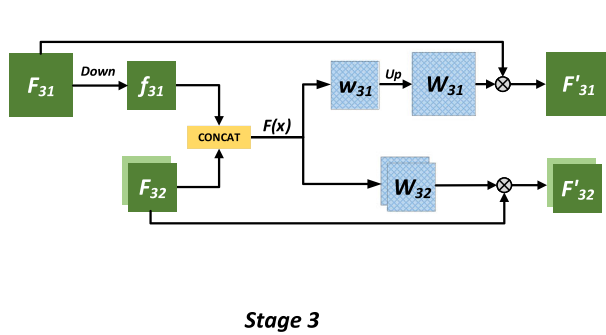 F31
Down
f31
CONCAT
F(x)
w31
Up
W31
F'31
F32
W32
F'32
Stage 3